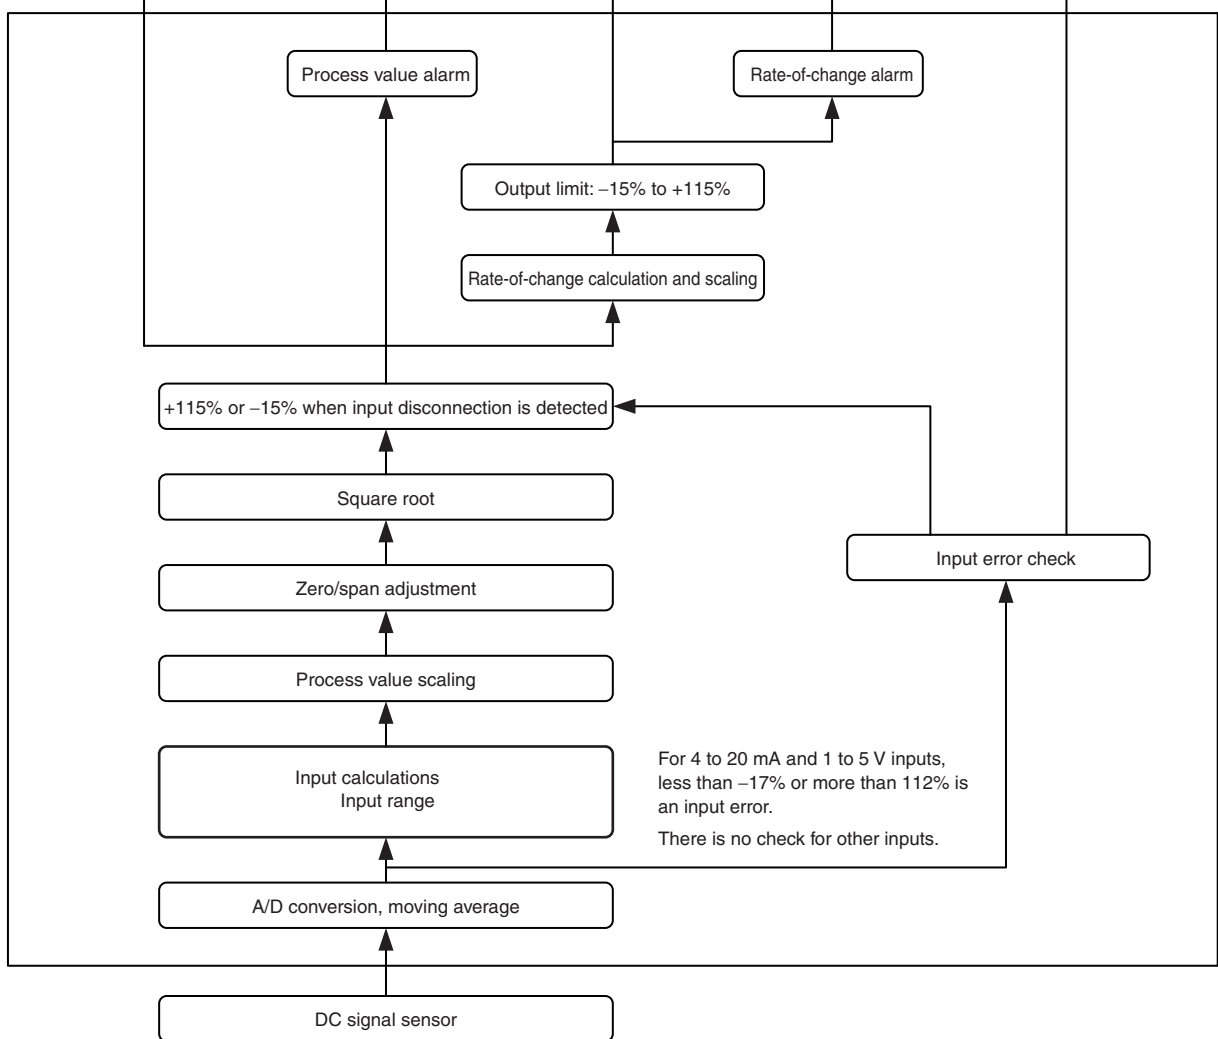 Process value alarm
Rate-of-change alarm
Output limit: –15% to +115%
Rate-of-change calculation and scaling
+115% or –15% when input disconnection is detected
Square root
Input error check
Zero/span adjustment
Process value scaling
Input calculations
Input range
For 4 to 20 mA and 1 to 5 V inputs,
less than –17% or more than 112% is
an input error.
There is no check for other inputs.
A/D conversion, moving average
DC signal sensor